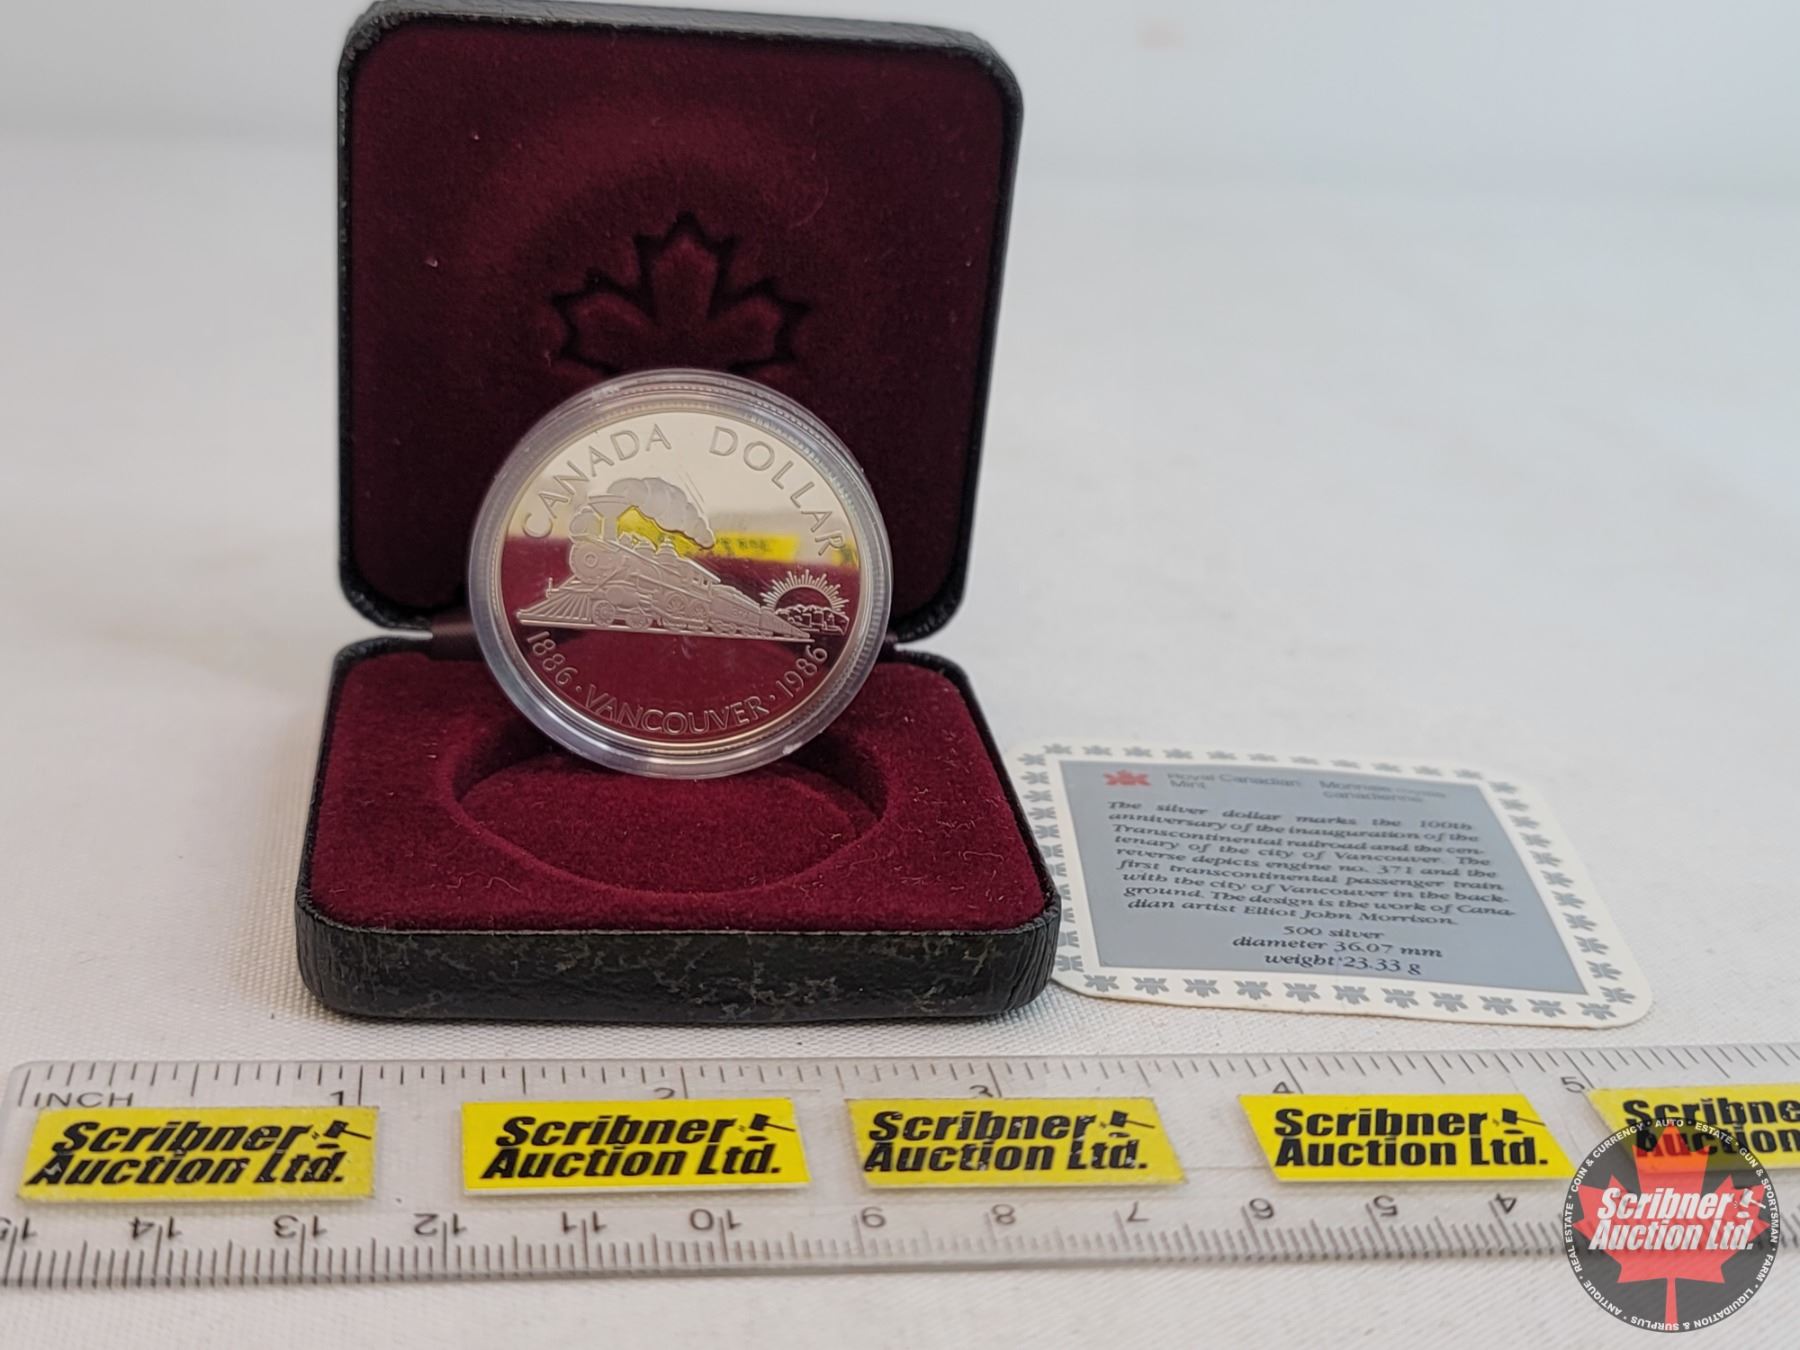 CANADA DOLLAR
1886 · VANCOUVER · 1986
Royal Canadian Mint
Monnaie royale canadienne
The silver dollar marks the 100th
anniversary of the inauguration of the
Transcontinental railroad and the cen-
tenary of the city of Vancouver. The
reverse depicts engine no. 371 and the
first transcontinental passenger train
with the city of Vancouver in the back-
ground. The design is the work of Cana-
dian artist Elliot John Morrison.
500 silver
diameter 36.07 mm
weight 23.33 g
INCH 1 2 3 4 5
Scribner
Auction Ltd.
Scribner
Auction Ltd.
Scribner
Auction Ltd.
Scribner
Auction Ltd.
Scribne
Auction
15 14 13 12 11 10 9 8 7 6 5 4
Scribner
Auction Ltd.
ANTIQUE · REAL ESTATE · COIN & CURRENCY · AUTO · ESTATE · GUN & SPORTSMAN · FARM · LIQUIDATION & SURPLUS ·